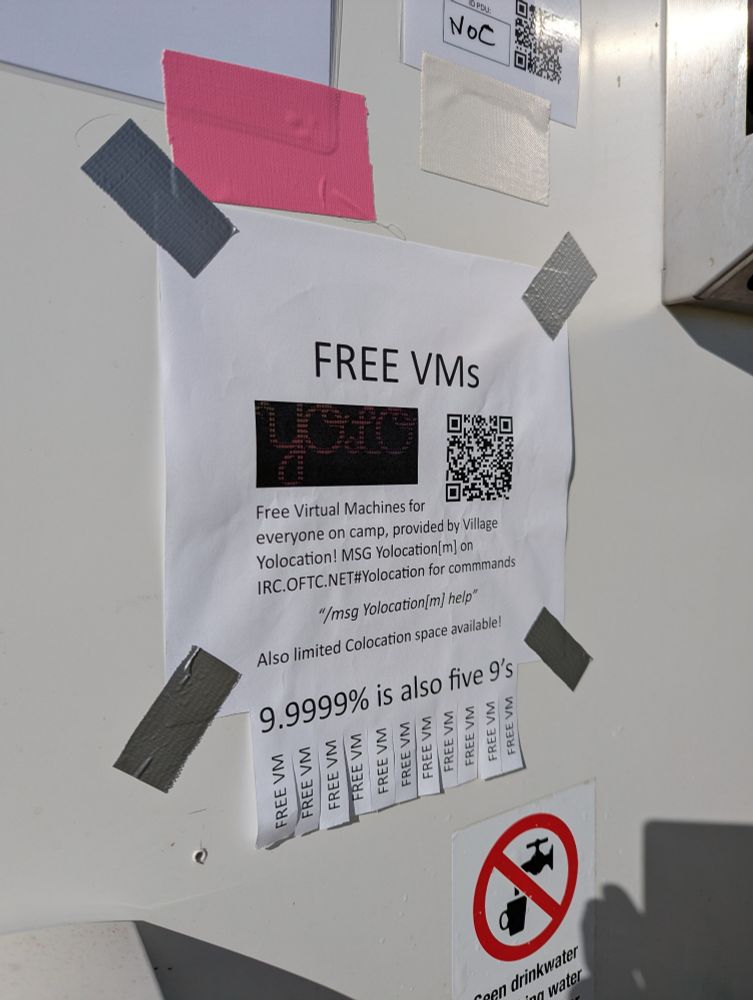 ID PDU:
NOC
FREE VMs
Free Virtual Machines for
everyone on camp, provided by Village
Yolocation! MSG Yolocation[m] on
IRC.OFTC.NET#Yolocation for commmands
“/msg Yolocation[m] help”
Also limited Colocation space available!
9.9999% is also five 9’s
FREE VM
FREE VM
FREE VM
FREE VM
FREE VM
FREE VM
FREE VM
FREE VM
FREE VM
FREE VM
FREE VM
Geen drinkwater
water